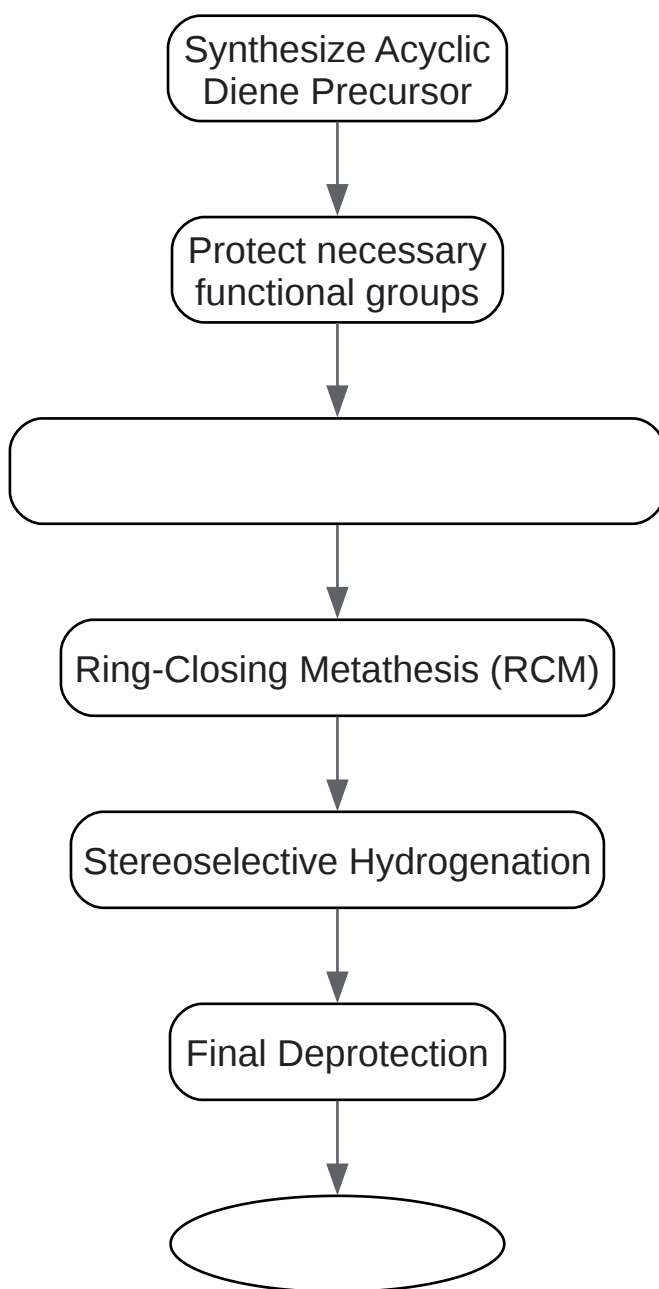 Synthesize Acyclic
Diene Precursor
Protect necessary
functional groups
Ring-Closing Metathesis (RCM)
Stereoselective Hydrogenation
Final Deprotection